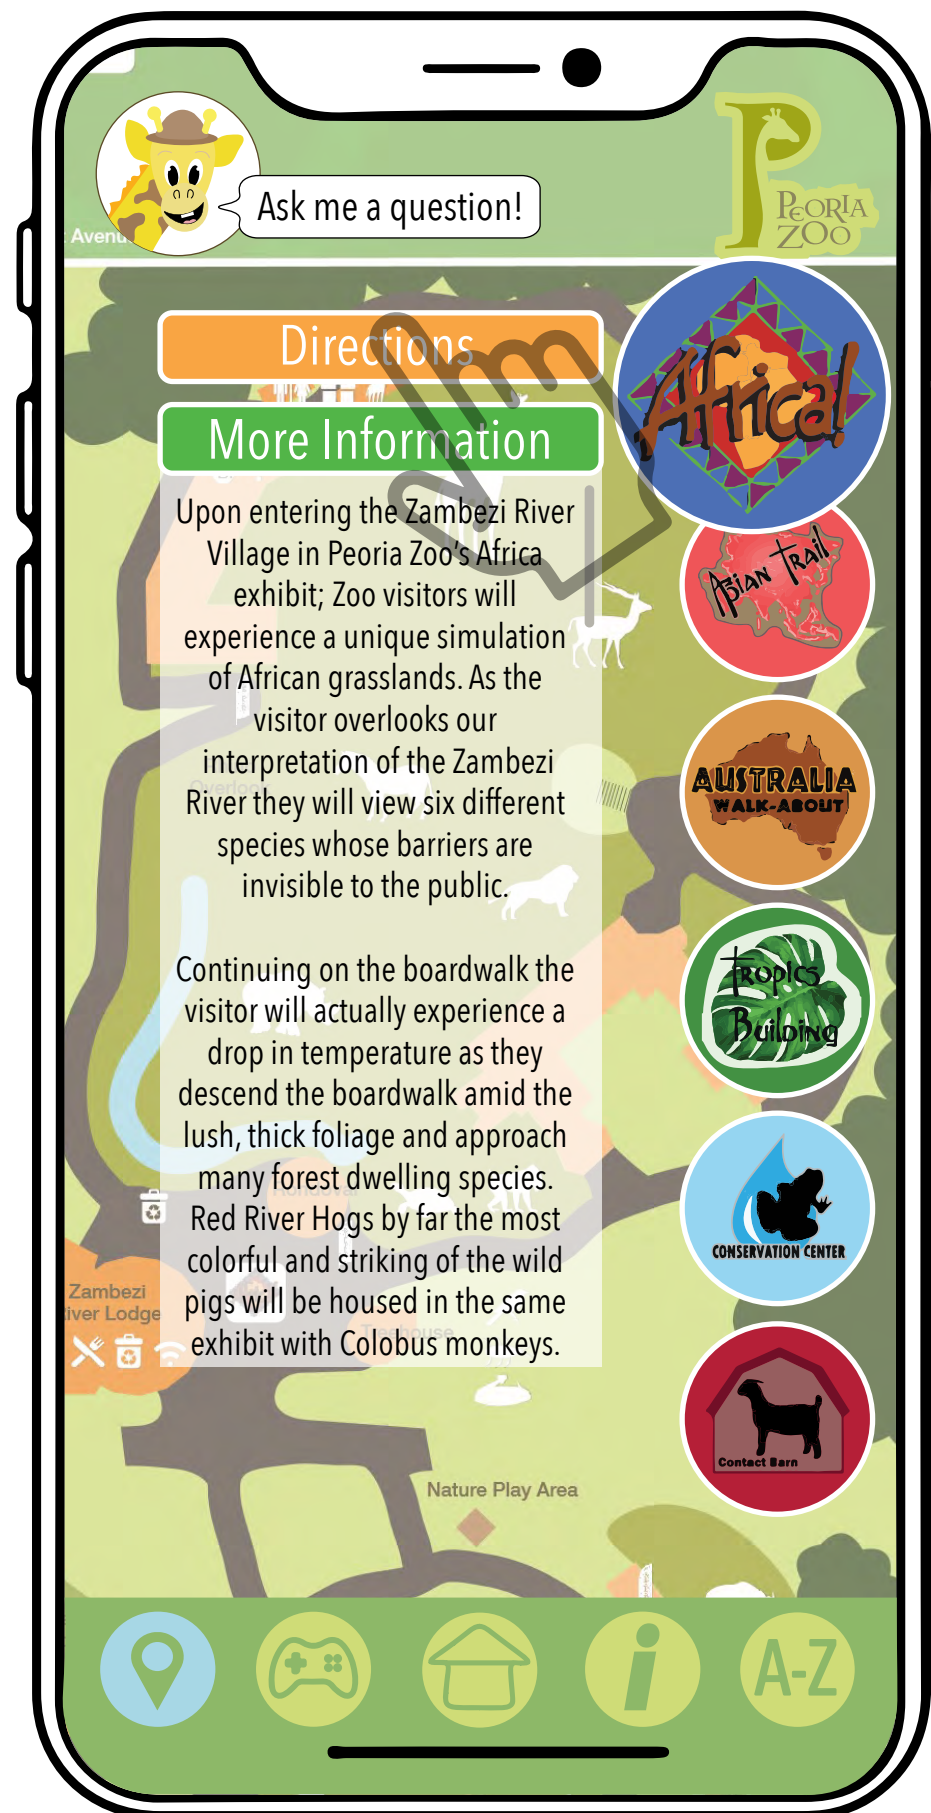 Ask me a question!
PEORIA
ZOO
Avenu
Directions
More Information
Africa!
Upon entering the Zambezi River
Village in Peoria Zoo's Africa
exhibit; Zoo visitors will
experience a unique simulation
of African grasslands. As the
visitor overlooks our
interpretation of the Zambezi
River they will view six different
species whose barriers are
invisible to the public.
Continuing on the boardwalk the
visitor will actually experience a
drop in temperature as they
descend the boardwalk amid the
lush, thick foliage and approach
many forest dwelling species.
Red River Hogs by far the most
colorful and striking of the wild
pigs will be housed in the same
exhibit with Colobus monkeys.
Asian Trail
AUSTRALIA
WALK-ABOUT
Tropics
Building
CONSERVATION CENTER
Contact Barn
Overlook
Zambezi
River Lodge
Treehouse
Nature Play Area
i
A-Z